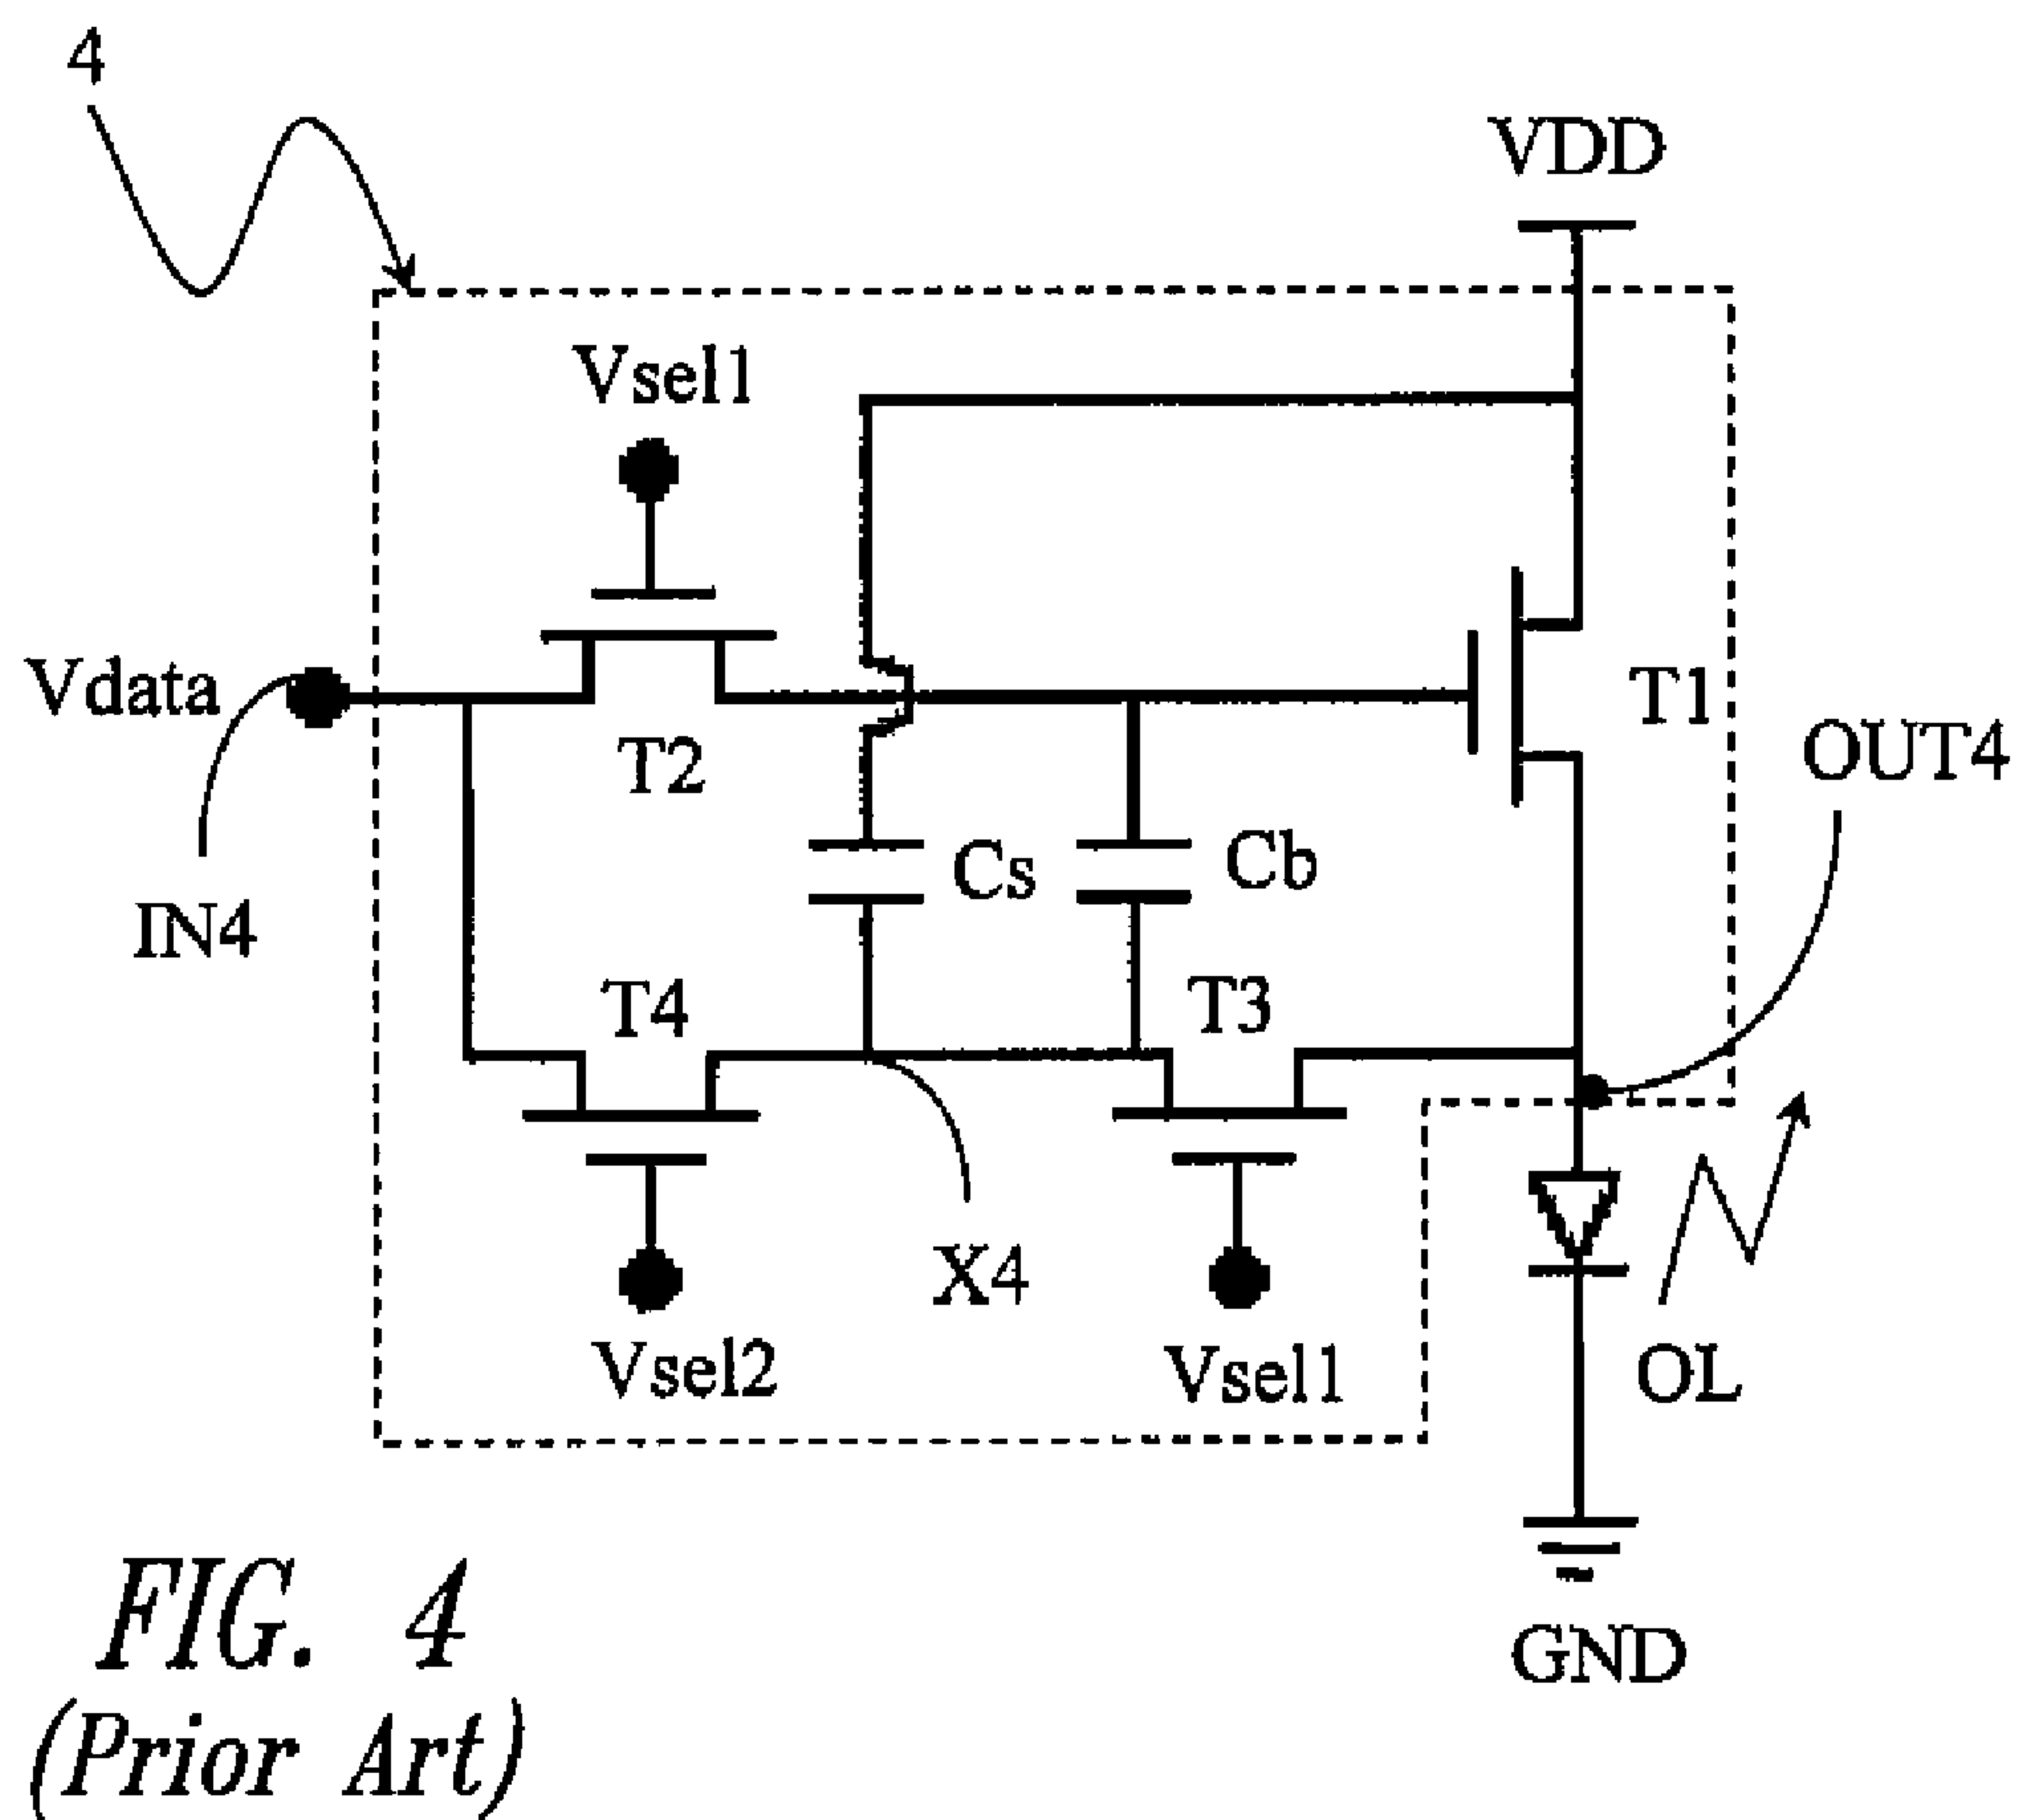 4
VDD
Vsel1
Vdata
T2
T1
OUT4
Cs
Cb
IN4
T4
T3
X4
Vsel2
Vsel1
OL
GND
FIG. 4
(Prior Art)